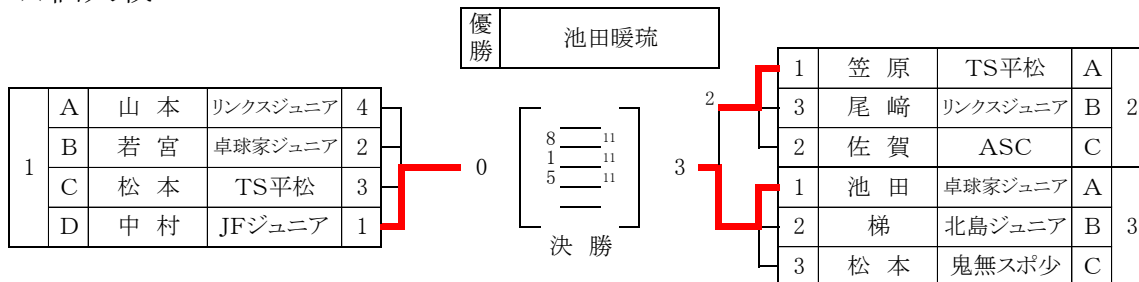 優勝 池田暖琉
1
A 山 本 リンクスジュニア 4
B 若 宮 卓球家ジュニア 2
C 松 本 TS平松 3
D 中 村 JFジュニア 1
0
8 11
1 11
5 11
決 勝
3
2
1 笠 原 TS平松 A
3 尾 﨑 リンクスジュニア B
2 佐 賀 ASC C
2
1 池 田 卓球家ジュニア A
2 梯 北島ジュニア B
3 松 本 鬼無スポ少 C
3